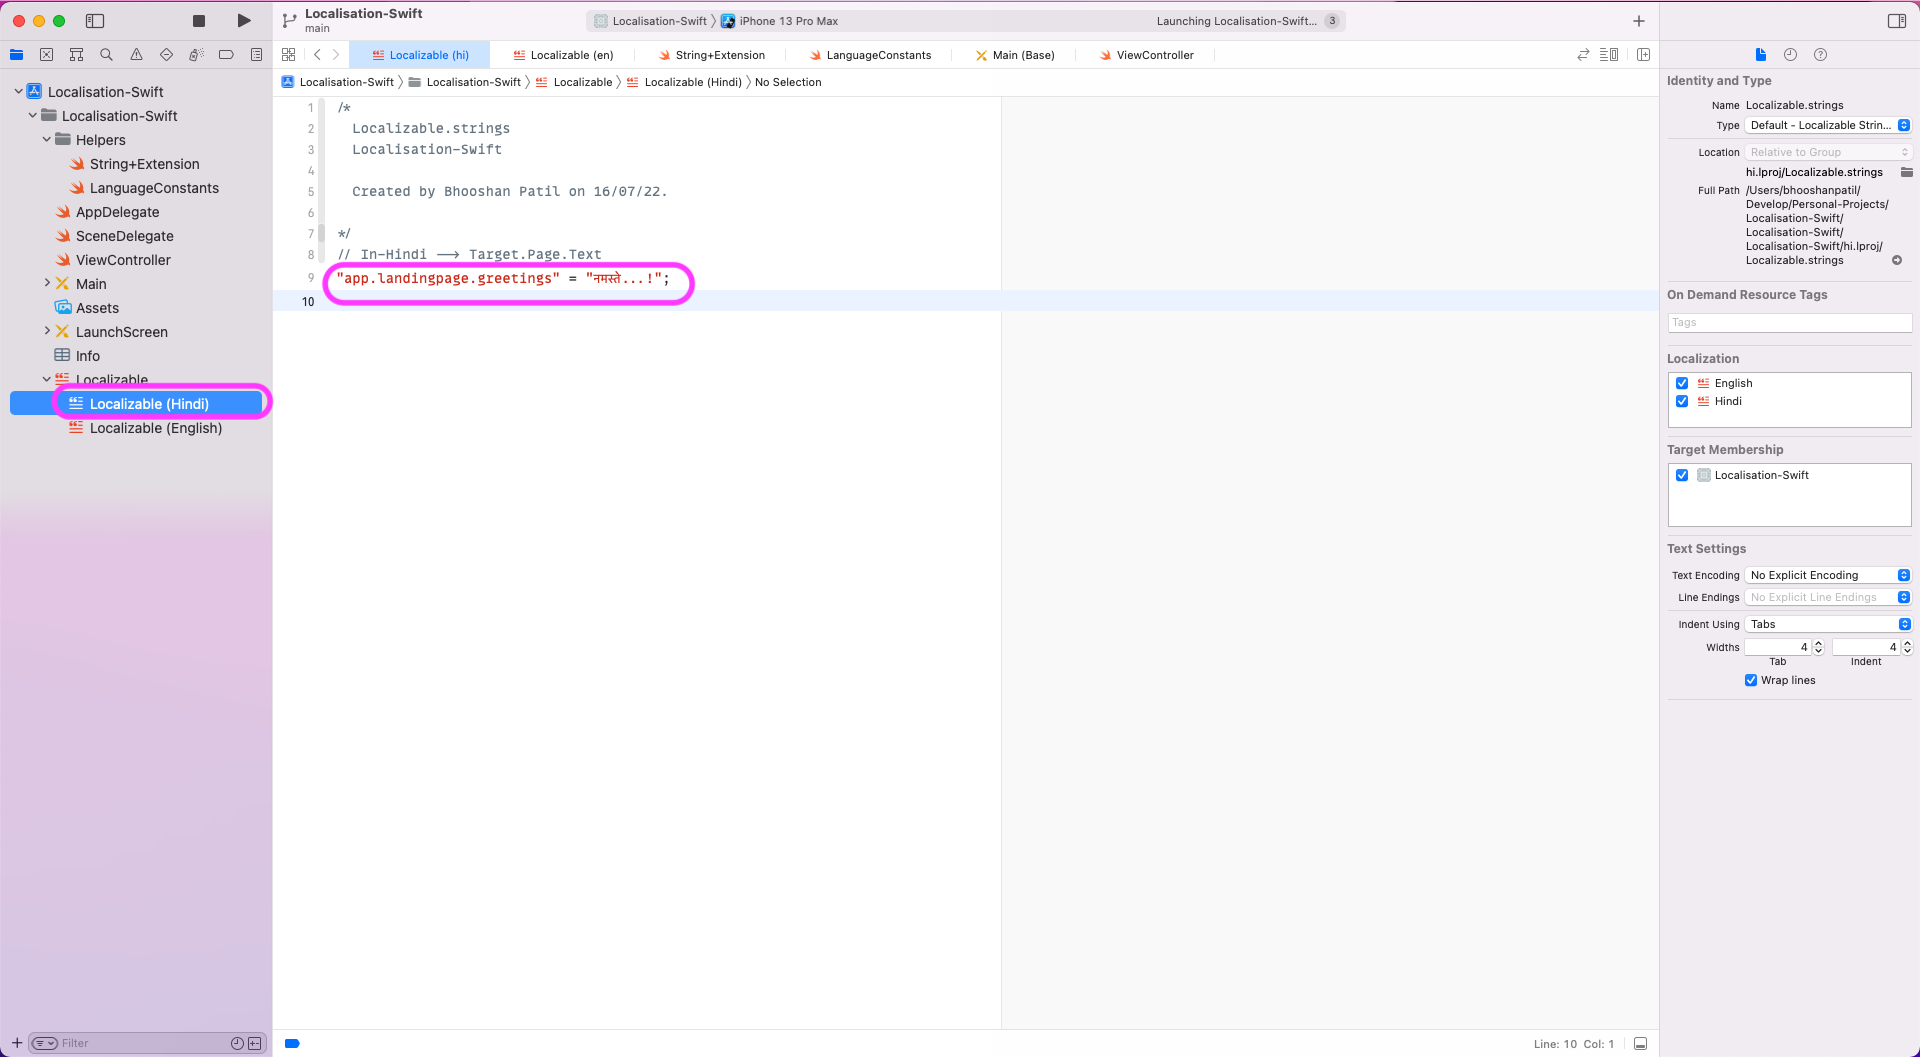 Localisation-Swift
main
Localisation-Swift
iPhone 13 Pro Max
Launching Localisation-Swift...
3
Localizable (hi)
Localizable (en)
String+Extension
LanguageConstants
Main (Base)
ViewController
Localisation-Swift
Localisation-Swift
Localizable
Localizable (Hindi)
No Selection
Localisation-Swift
Localisation-Swift
Helpers
String+Extension
LanguageConstants
AppDelegate
SceneDelegate
ViewController
Main
Assets
LaunchScreen
Info
Localizable
Localizable (Hindi)
Localizable (English)
Filter
1 /*
2 Localizable.strings
3 Localisation-Swift
4
5 Created by Bhooshan Patil on 16/07/22.
6
7 */
8 // In-Hindi --> Target.Page.Text
9 "app.landingpage.greetings" = "नमस्ते...!";
10
Line: 10 Col: 1
Identity and Type
Name Localizable.strings
Type Default - Localizable Strin...
Location Relative to Group
hi.lproj/Localizable.strings
Full Path /Users/bhooshanpatil/
Develop/Personal-Projects/
Localisation-Swift/
Localisation-Swift/
Localisation-Swift/hi.lproj/
Localizable.strings
On Demand Resource Tags
Tags
Localization
English
Hindi
Target Membership
Localisation-Swift
Text Settings
Text Encoding No Explicit Encoding
Line Endings No Explicit Line Endings
Indent Using Tabs
Widths 4 4
Tab Indent
Wrap lines